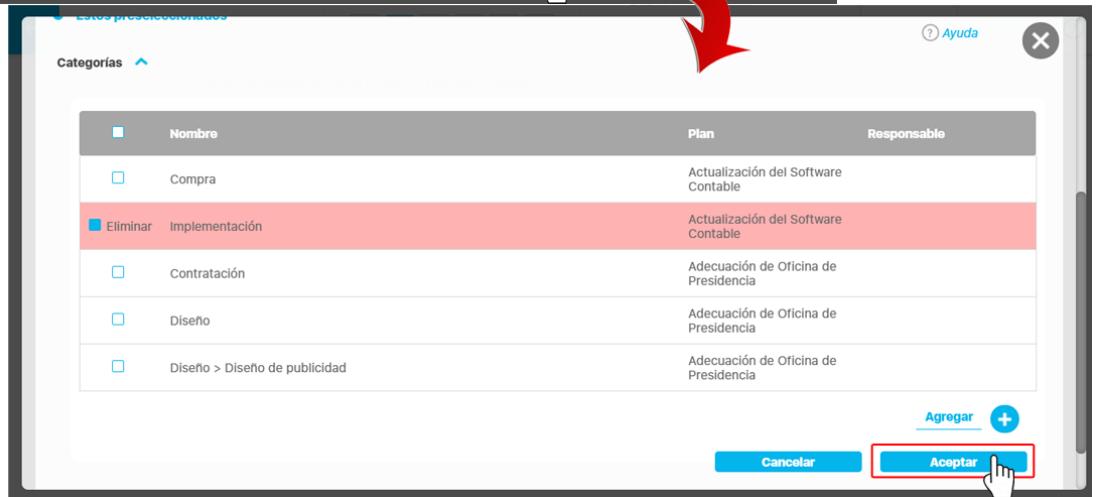 Estos preseleccionados
? Ayuda
Categorías
Nombre Plan Responsable
Compra Actualización del Software
Contable
Eliminar Implementación Actualización del Software
Contable
Contratación Adecuación de Oficina de
Presidencia
Diseño Adecuación de Oficina de
Presidencia
Diseño > Diseño de publicidad Adecuación de Oficina de
Presidencia
Agregar +
Cancelar Aceptar